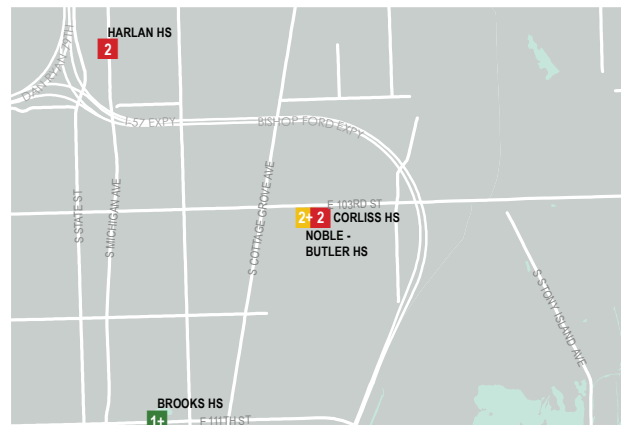 HARLAN HS
2
DAN RYAN 79TH
I-57 EXPY
BISHOP FORD EXPY
S STATE ST
S MICHIGAN AVE
S COTTAGE GROVE AVE
E 103RD ST
2+ 2 CORLISS HS
NOBLE -
BUTLER HS
S STONY ISLAND AVE
BROOKS HS
1+
E 111TH ST